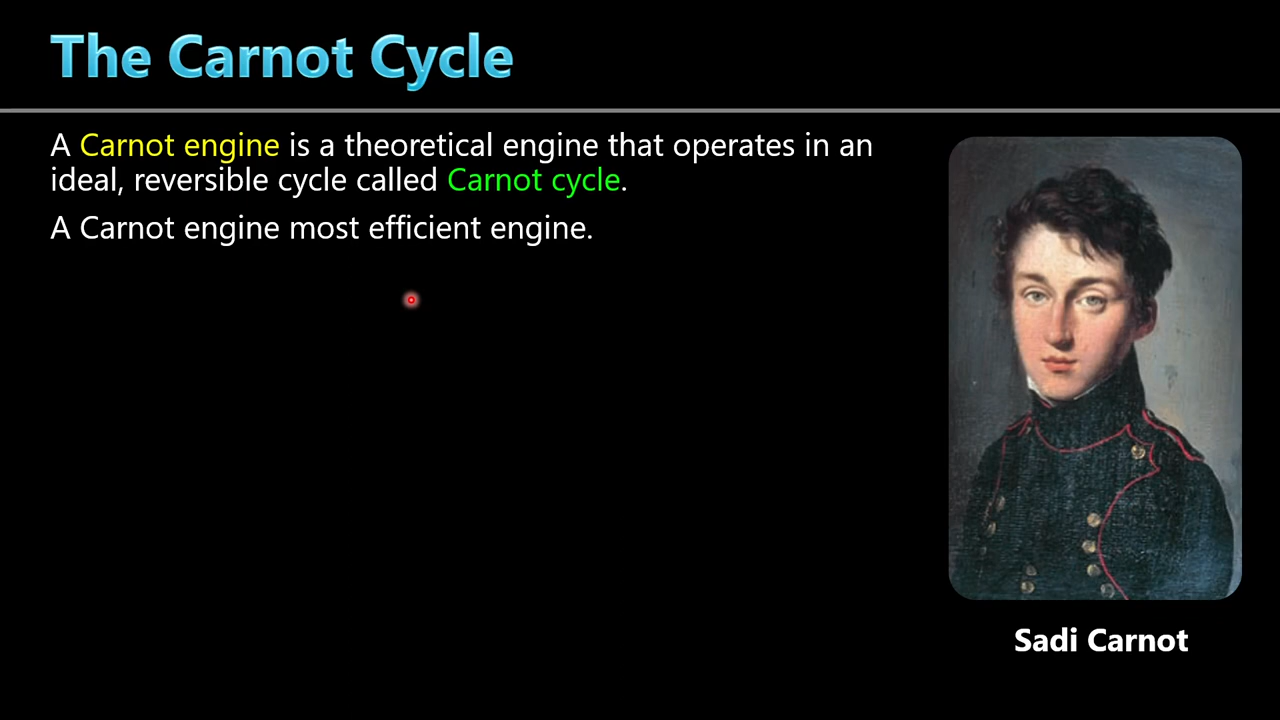 The Carnot Cycle
A Carnot engine is a theoretical engine that operates in an
ideal, reversible cycle called Carnot cycle.
A Carnot engine most efficient engine.
Sadi Carnot